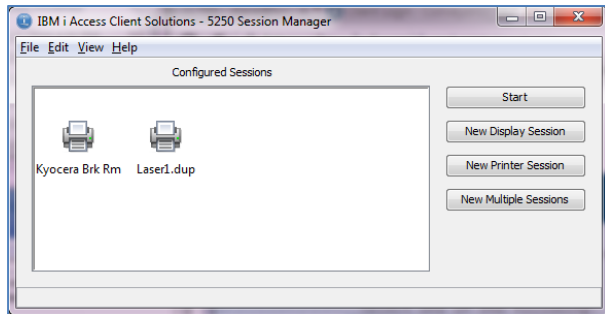 IBM i Access Client Solutions - 5250 Session Manager
File Edit View Help
Configured Sessions
Kyocera Brk Rm Laser1.dup
Start
New Display Session
New Printer Session
New Multiple Sessions